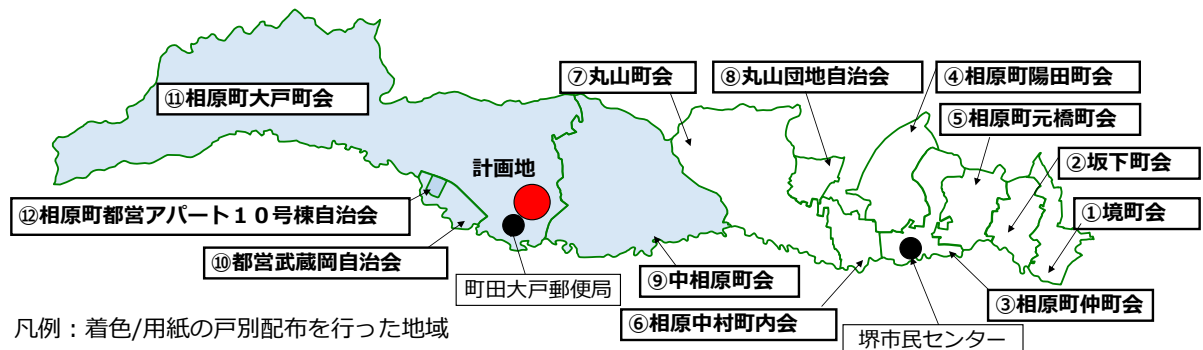 ⑦丸山町会
⑧丸山団地自治会
④相原町陽田町会
⑪相原町大戸町会
⑤相原町元橋町会
計画地
②坂下町会
⑫相原町都営アパート１０号棟自治会
①境町会
⑩都営武蔵岡自治会
町田大戸郵便局
⑨中相原町会
③相原町仲町会
⑥相原中村町内会
凡例：着色/用紙の戸別配布を行った地域
堺市民センター